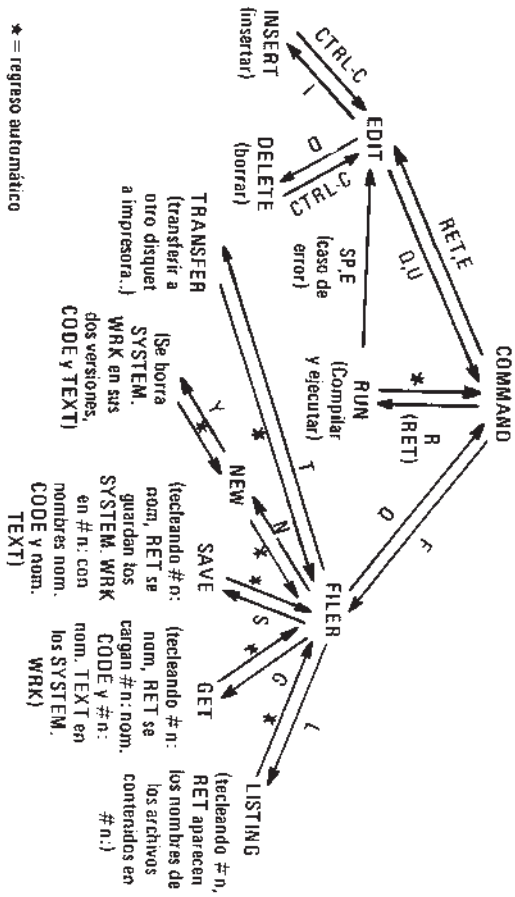 COMMAND
RET,E
Q,U
R
(RET)
*
Q
F
EDIT
SP,E
(caso de
error)
RUN
(Compilar
y ejecutar)
FILER
CTRL-C
I
D
CTRL-C
INSERT
(insertar)
DELETE
(borrar)
T
*
N
*
*
S
*
G
*
L
TRANSFER
(transferir a
otro disquet
a impresora..)
Y
*
NEW
(Se borra
SYSTEM.
WRK en sus
dos versiones,
CODE y TEXT)
SAVE
(tecleando # n:
nom, RET se
guardan los
SYSTEM. WRK
en # n: con
nombres nom.
CODE y nom.
TEXT)
GET
(tecleando # n:
nom, RET se
cargan # n: nom.
CODE y # n:
nom. TEXT en
los SYSTEM.
WRK)
LISTING
(tecleando # n,
RET aparecen
los nombres de
los archivos
contenidos en
# n:)
* = regreso automático